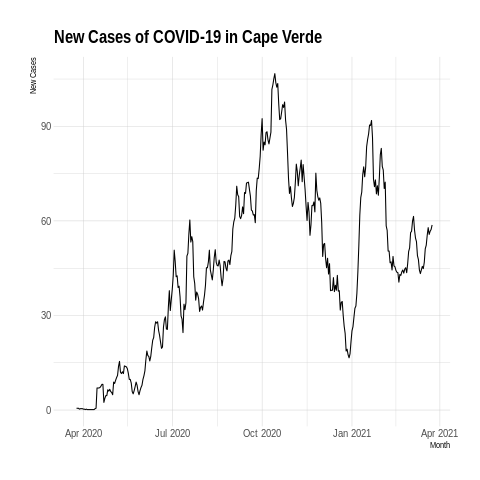 New Cases of COVID-19 in Cape Verde
New Cases
90
60
30
0
Apr 2020 Jul 2020 Oct 2020 Jan 2021 Apr 2021
Month